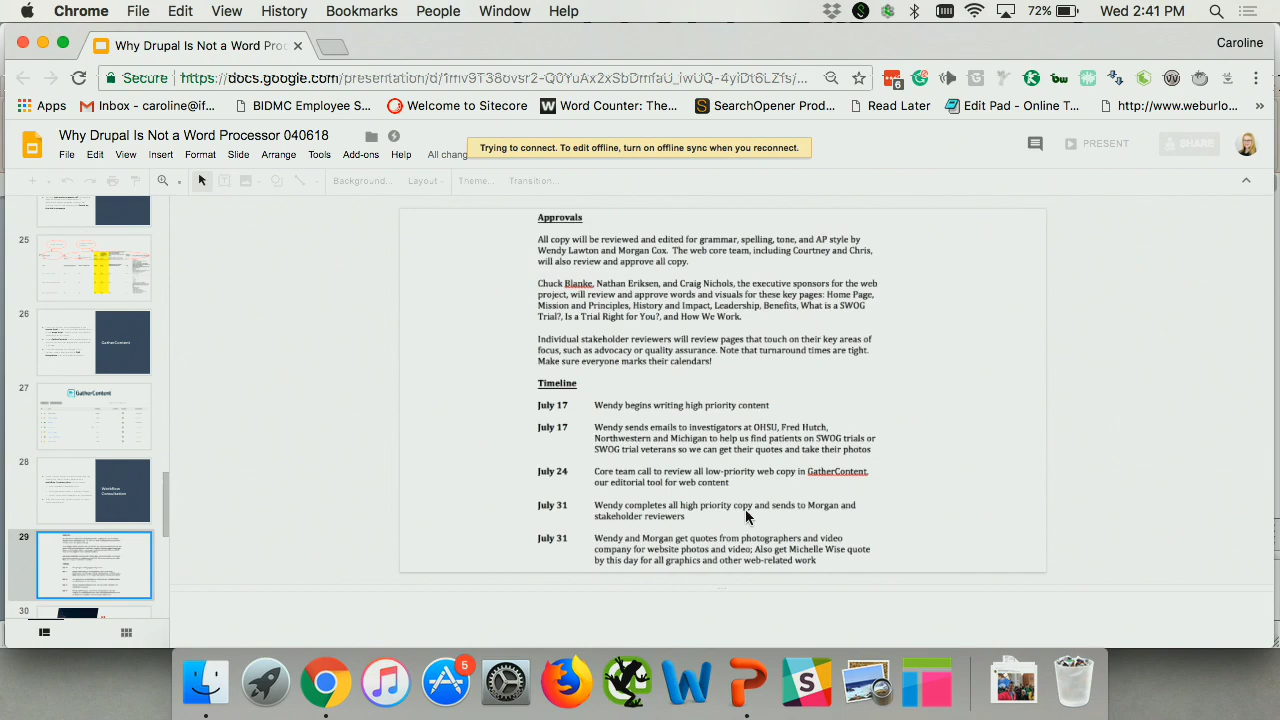 Chrome File Edit View History Bookmarks People Window Help 72% Wed 2:41 PM
Why Drupal Is Not a Word Proc
Caroline
Secure https://docs.google.com/presentation/d/1mv9T38ovsr2-Q0YuAx2xSbDrnfaU_iwUQ-4yiDt6LZfs/...
6
Apps Inbox - caroline@if... BIDMC Employee S... Welcome to Sitecore Word Counter: The... SearchOpener Prod... Read Later Edit Pad - Online T... http://www.weburlo... »
Why Drupal Is Not a Word Processor 040618
Trying to connect. To edit offline, turn on offline sync when you reconnect.
PRESENT SHARE
File Edit View Insert Format Slide Arrange Tools Add-ons Help All chang
Background... Layout Theme... Transition...
25
26
GatherContent
27
GatherContent
28
Workflow
Consultation
29
30
Approvals
All copy will be reviewed and edited for grammar, spelling, tone, and AP style by
Wendy Lawton and Morgan Cox. The web core team, including Courtney and Chris,
will also review and approve all copy.
Chuck Blanke, Nathan Eriksen, and Craig Nichols, the executive sponsors for the web
project, will review and approve words and visuals for these key pages: Home Page,
Mission and Principles, History and Impact, Leadership, Benefits, What is a SWOG
Trial?, Is a Trial Right for You?, and How We Work.
Individual stakeholder reviewers will review pages that touch on their key areas of
focus, such as advocacy or quality assurance. Note that turnaround times are tight.
Make sure everyone marks their calendars!
Timeline
July 17 Wendy begins writing high priority content
July 17 Wendy sends emails to investigators at OHSU, Fred Hutch,
Northwestern and Michigan to help us find patients on SWOG trials or
SWOG trial veterans so we can get their quotes and take their photos
July 24 Core team call to review all low-priority web copy in GatherContent,
our editorial tool for web content
July 31 Wendy completes all high priority copy and sends to Morgan and
stakeholder reviewers
July 31 Wendy and Morgan get quotes from photographers and video
company for website photos and video; Also get Michelle Wise quote
by this day for all graphics and other web-related work
5